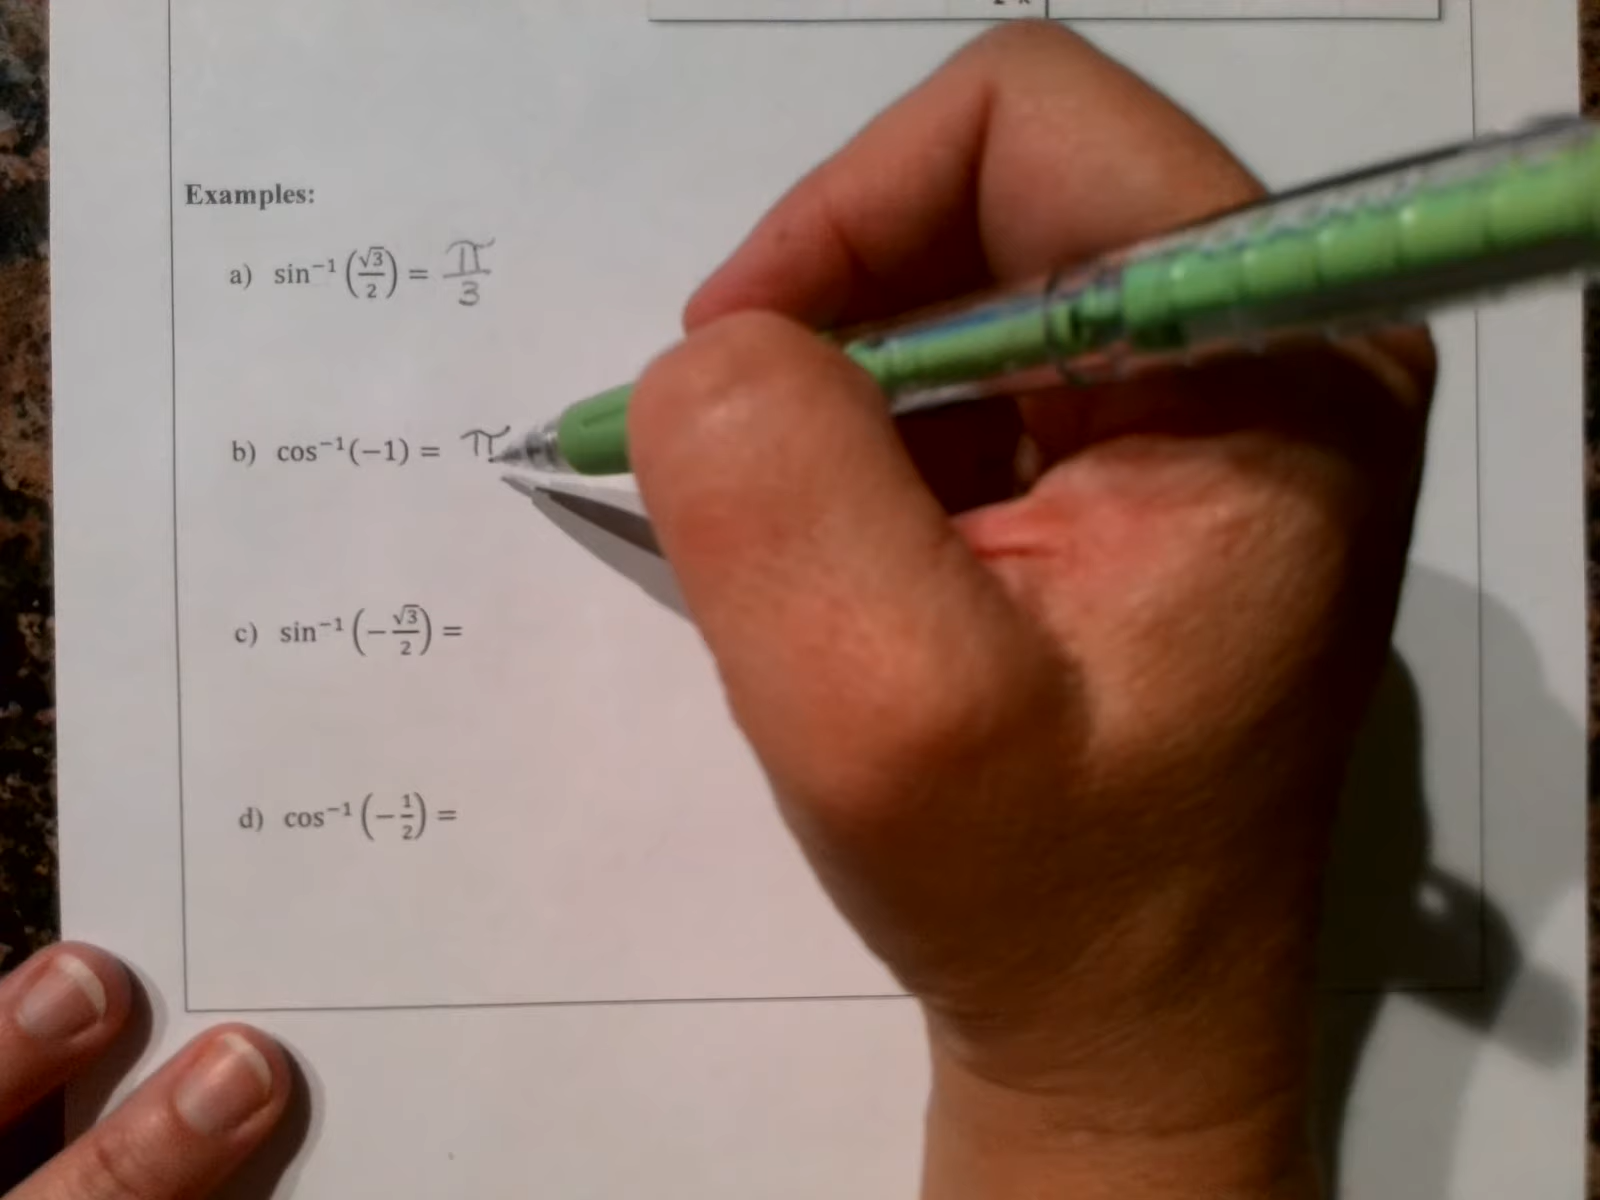 Examples:
a) sin⁻¹(√3/2) = π/3
b) cos⁻¹(−1) = π
c) sin⁻¹(−√3/2) =
d) cos⁻¹(−1/2) =